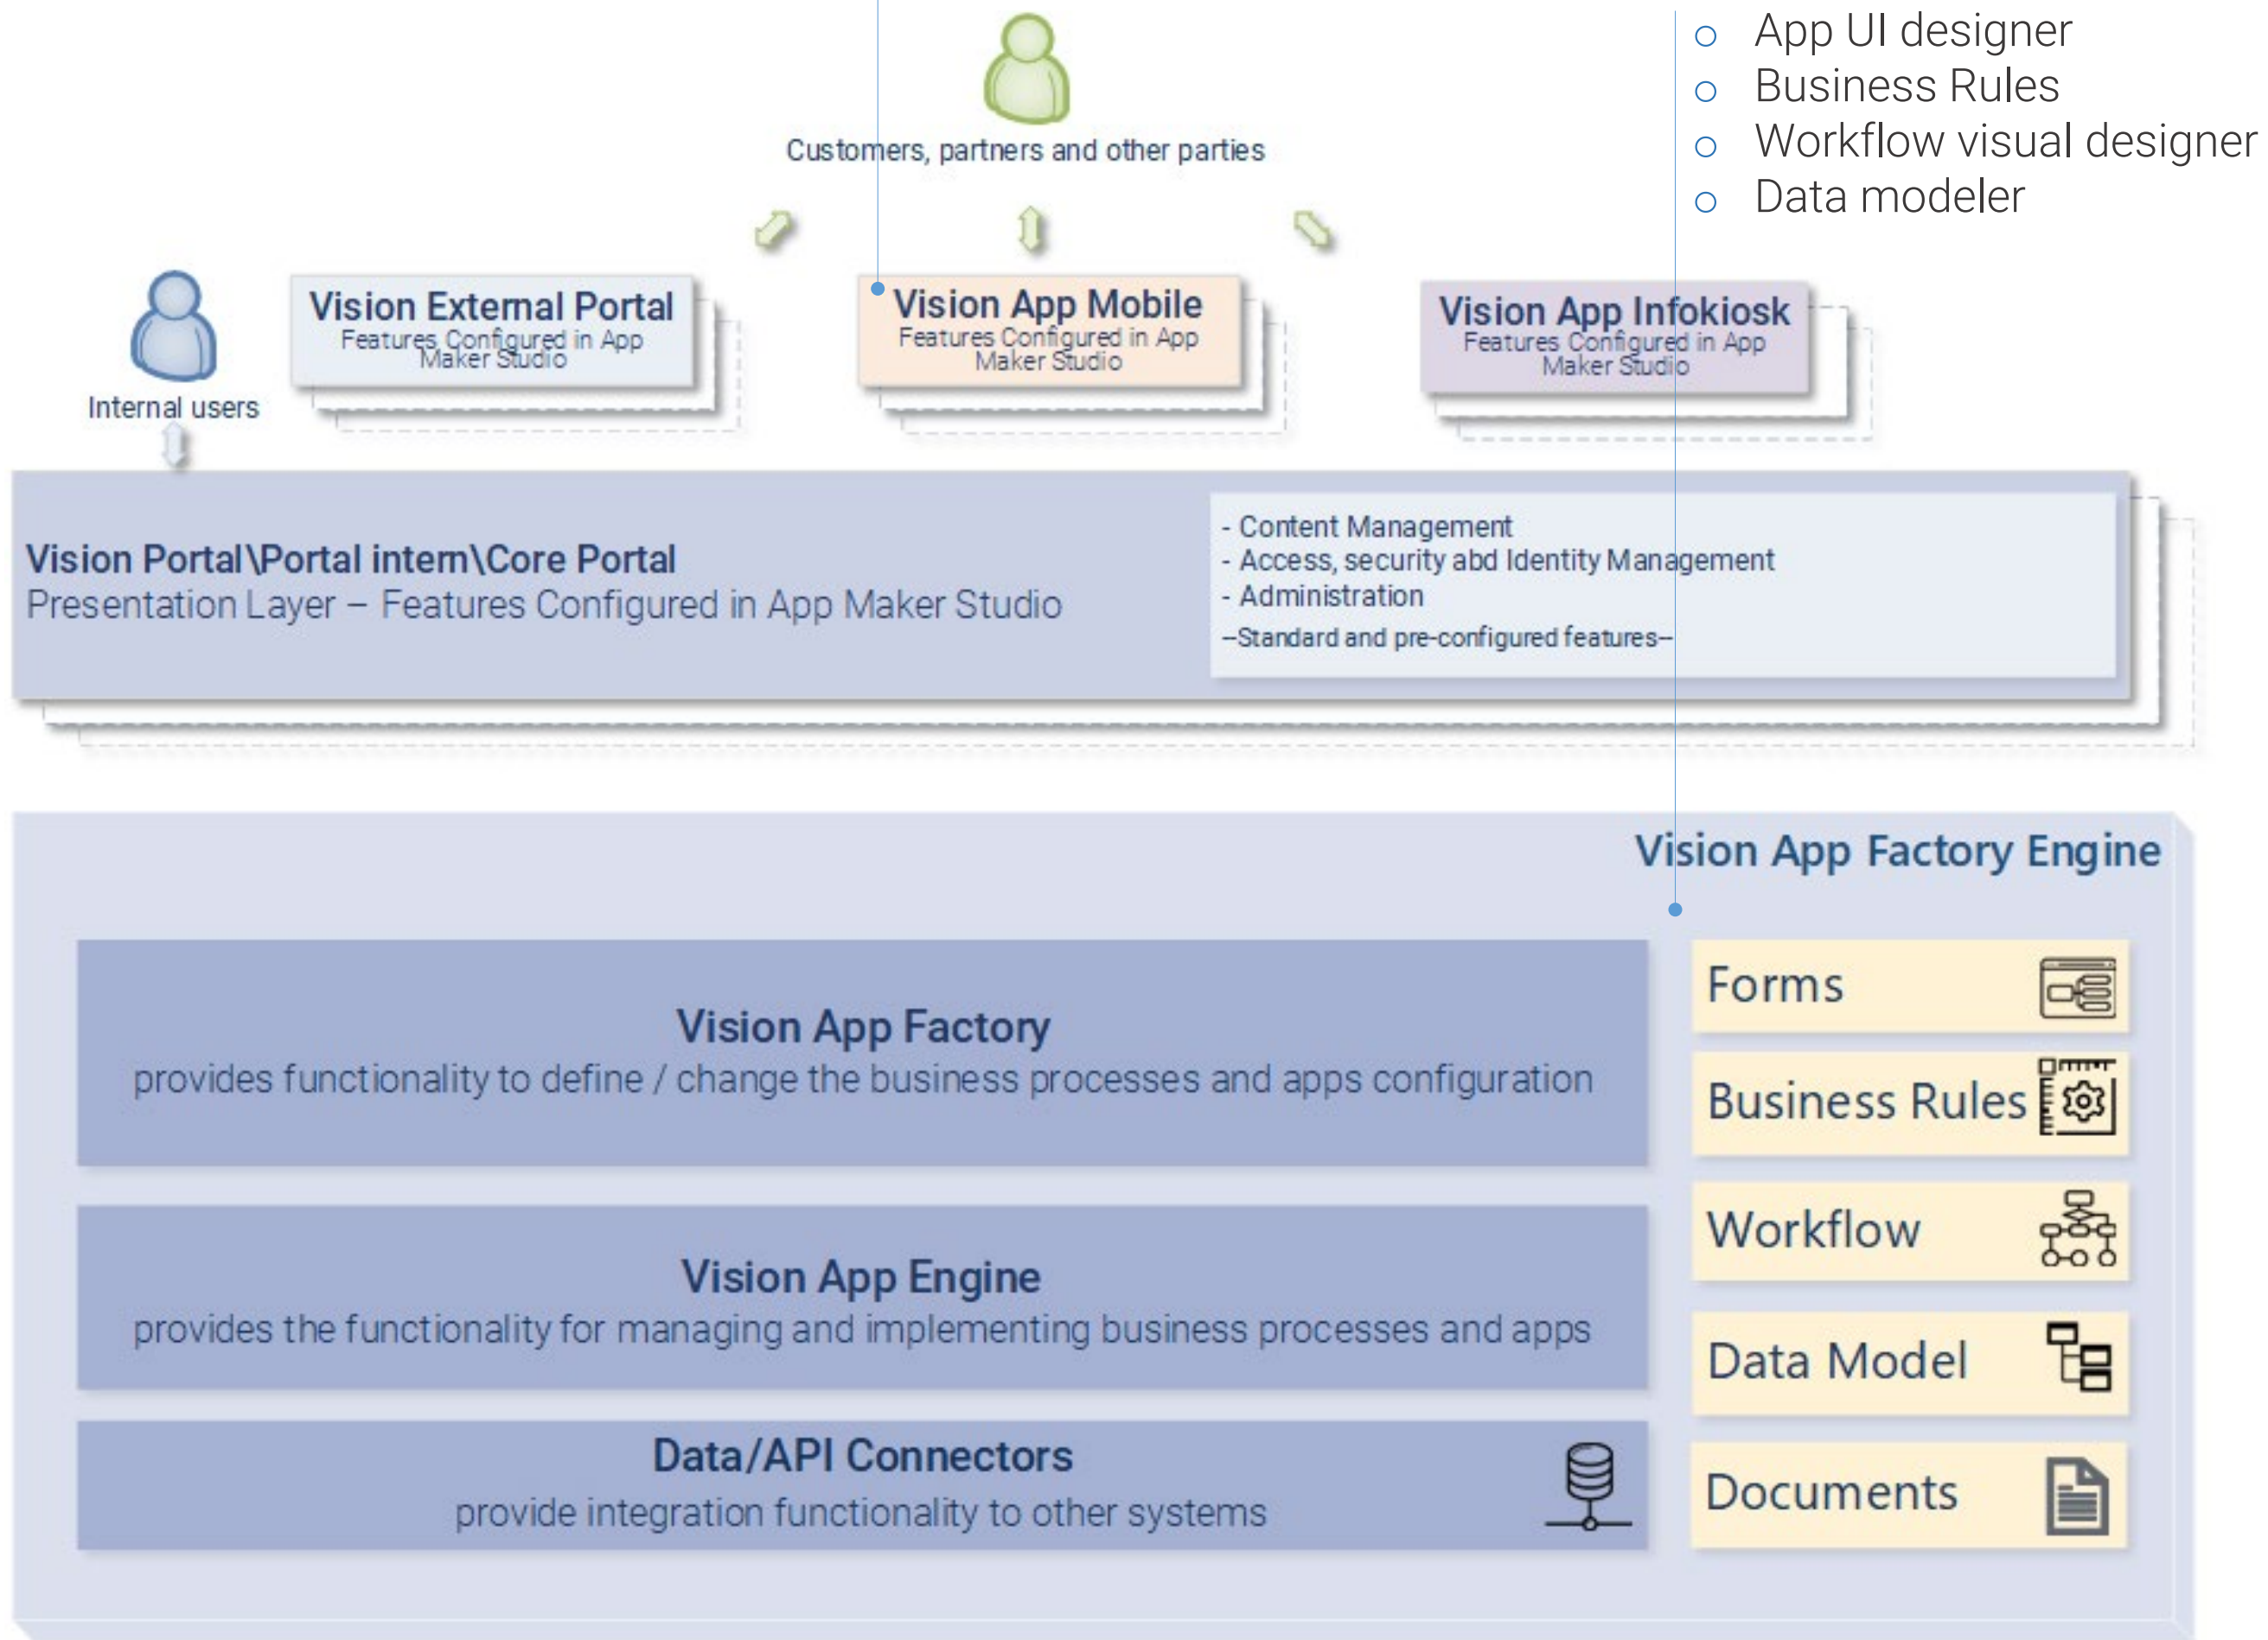 ○ App UI designer
○ Business Rules
○ Workflow visual designer
○ Data modeler
Customers, partners and other parties
Internal users
Vision External Portal
Features Configured in App
Maker Studio
Vision App Mobile
Features Configured in App
Maker Studio
Vision App Infokiosk
Features Configured in App
Maker Studio
Vision Portal\Portal intern\Core Portal
Presentation Layer – Features Configured in App Maker Studio
- Content Management
- Access, security abd Identity Management
- Administration
–Standard and pre-configured features–
Vision App Factory Engine
Vision App Factory
provides functionality to define / change the business processes and apps configuration
Vision App Engine
provides the functionality for managing and implementing business processes and apps
Data/API Connectors
provide integration functionality to other systems
Forms
Business Rules
Workflow
Data Model
Documents